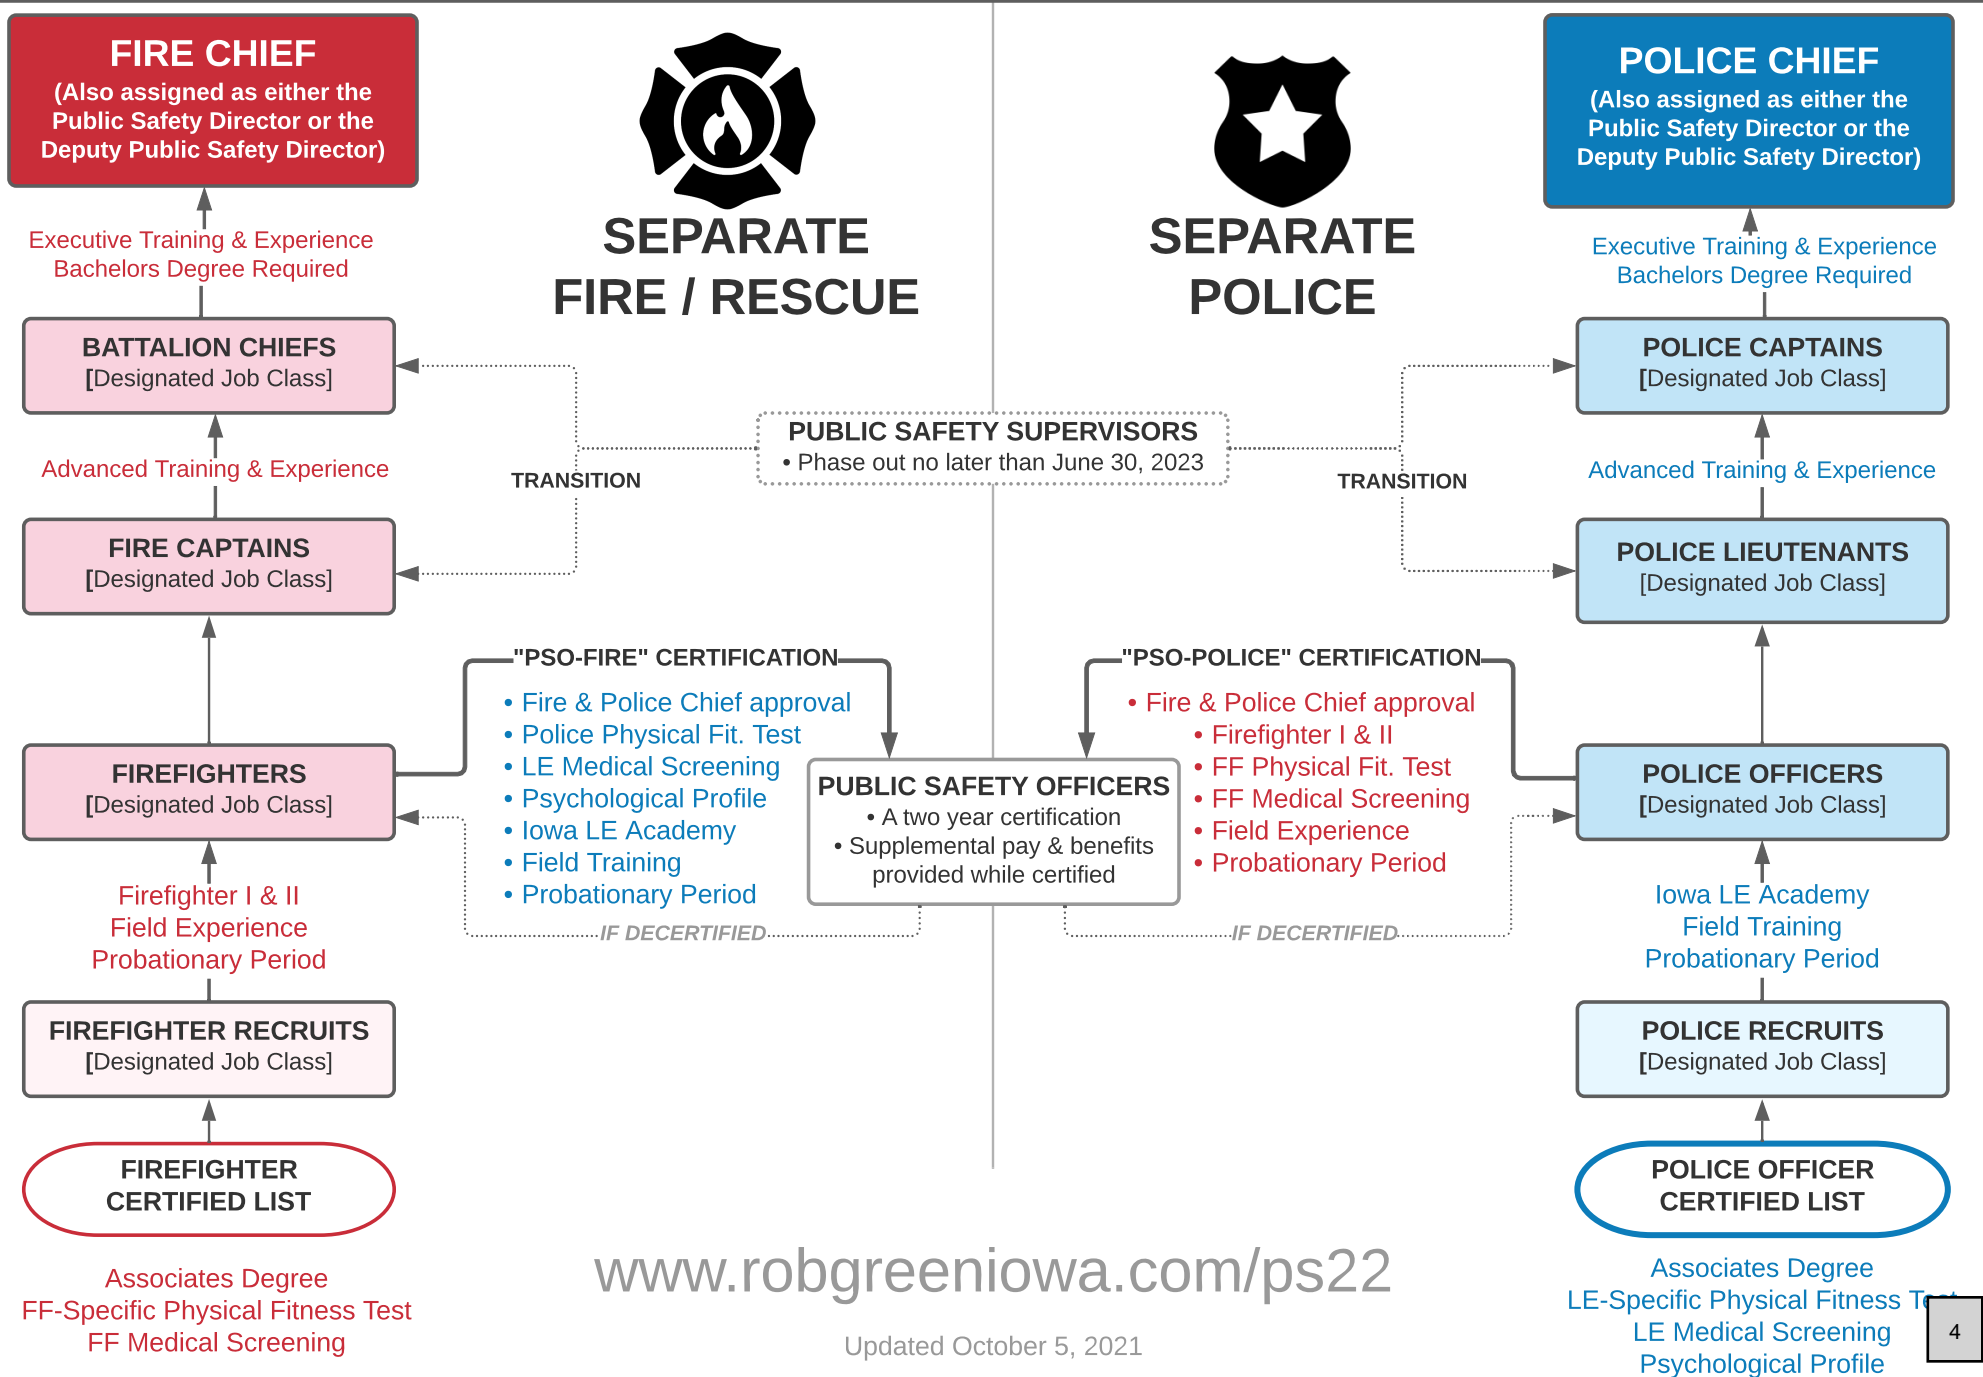 FIRE CHIEF
(Also assigned as either the
Public Safety Director or the
Deputy Public Safety Director)
Executive Training & Experience
Bachelors Degree Required
BATTALION CHIEFS
[Designated Job Class]
Advanced Training & Experience
FIRE CAPTAINS
[Designated Job Class]
FIREFIGHTERS
[Designated Job Class]
Firefighter I & II
Field Experience
Probationary Period
FIREFIGHTER RECRUITS
[Designated Job Class]
FIREFIGHTER
CERTIFIED LIST
Associates Degree
FF-Specific Physical Fitness Test
FF Medical Screening
SEPARATE
FIRE / RESCUE
SEPARATE
POLICE
PUBLIC SAFETY SUPERVISORS
• Phase out no later than June 30, 2023
TRANSITION
TRANSITION
"PSO-FIRE" CERTIFICATION
• Fire & Police Chief approval
• Police Physical Fit. Test
• LE Medical Screening
• Psychological Profile
• Iowa LE Academy
• Field Training
• Probationary Period
IF DECERTIFIED
PUBLIC SAFETY OFFICERS
• A two year certification
• Supplemental pay & benefits
provided while certified
"PSO-POLICE" CERTIFICATION
• Fire & Police Chief approval
• Firefighter I & II
• FF Physical Fit. Test
• FF Medical Screening
• Field Experience
• Probationary Period
IF DECERTIFIED
POLICE CHIEF
(Also assigned as either the
Public Safety Director or the
Deputy Public Safety Director)
Executive Training & Experience
Bachelors Degree Required
POLICE CAPTAINS
[Designated Job Class]
Advanced Training & Experience
POLICE LIEUTENANTS
[Designated Job Class]
POLICE OFFICERS
[Designated Job Class]
Iowa LE Academy
Field Training
Probationary Period
POLICE RECRUITS
[Designated Job Class]
POLICE OFFICER
CERTIFIED LIST
Associates Degree
LE-Specific Physical Fitness Test
LE Medical Screening
Psychological Profile
www.robgreeniowa.com/ps22
Updated October 5, 2021
4